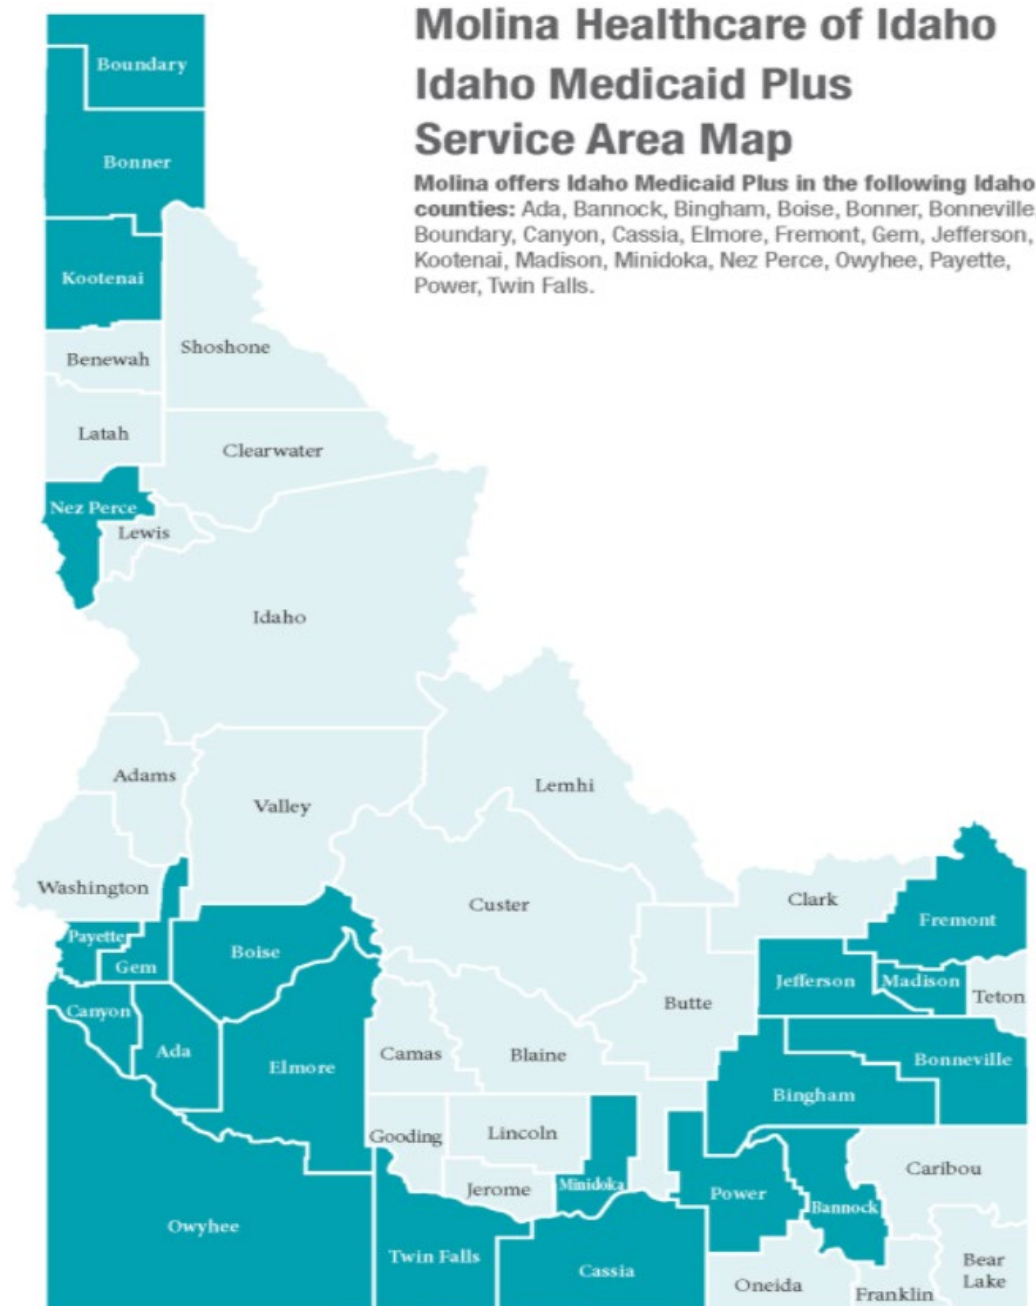 Molina Healthcare of Idaho
Idaho Medicaid Plus
Service Area Map
Molina offers Idaho Medicaid Plus in the following Idaho
counties: Ada, Bannock, Bingham, Boise, Bonner, Bonneville
Boundary, Canyon, Cassia, Elmore, Fremont, Gem, Jefferson,
Kootenai, Madison, Minidoka, Nez Perce, Owyhee, Payette,
Power, Twin Falls.
Boundary
Bonner
Kootenai
Benewah
Shoshone
Latah
Clearwater
Nez Perce
Lewis
Idaho
Adams
Valley
Lemhi
Washington
Custer
Clark
Fremont
Payette
Gem
Boise
Jefferson
Madison
Teton
Canyon
Ada
Elmore
Camas
Blaine
Butte
Bonneville
Bingham
Gooding
Lincoln
Jerome
Minidoka
Power
Bannock
Caribou
Owyhee
Twin Falls
Cassia
Oneida
Franklin
Bear
Lake